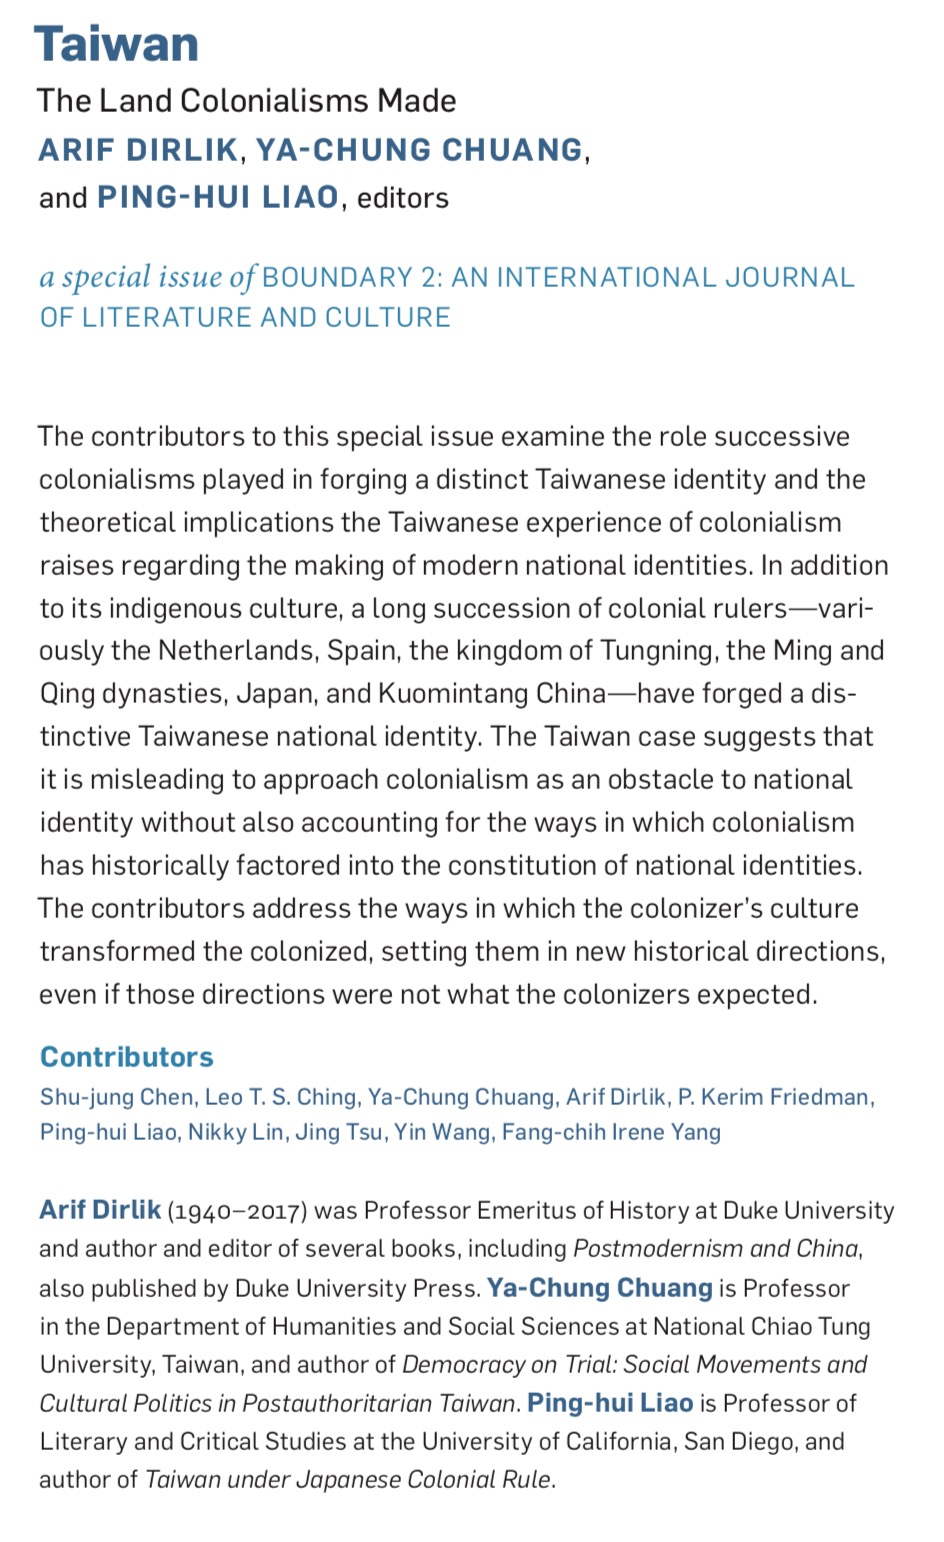 Taiwan
The Land Colonialisms Made
ARIF DIRLIK, YA-CHUNG CHUANG,
and PING-HUI LIAO, editors
a special issue of BOUNDARY 2: AN INTERNATIONAL JOURNAL
OF LITERATURE AND CULTURE
The contributors to this special issue examine the role successive
colonialisms played in forging a distinct Taiwanese identity and the
theoretical implications the Taiwanese experience of colonialism
raises regarding the making of modern national identities. In addition
to its indigenous culture, a long succession of colonial rulers—vari-
ously the Netherlands, Spain, the kingdom of Tungning, the Ming and
Qing dynasties, Japan, and Kuomintang China—have forged a dis-
tinctive Taiwanese national identity. The Taiwan case suggests that
it is misleading to approach colonialism as an obstacle to national
identity without also accounting for the ways in which colonialism
has historically factored into the constitution of national identities.
The contributors address the ways in which the colonizer’s culture
transformed the colonized, setting them in new historical directions,
even if those directions were not what the colonizers expected.
Contributors
Shu-jung Chen, Leo T. S. Ching, Ya-Chung Chuang, Arif Dirlik, P. Kerim Friedman,
Ping-hui Liao, Nikky Lin, Jing Tsu, Yin Wang, Fang-chih Irene Yang
Arif Dirlik (1940–2017) was Professor Emeritus of History at Duke University
and author and editor of several books, including Postmodernism and China,
also published by Duke University Press. Ya-Chung Chuang is Professor
in the Department of Humanities and Social Sciences at National Chiao Tung
University, Taiwan, and author of Democracy on Trial: Social Movements and
Cultural Politics in Postauthoritarian Taiwan. Ping-hui Liao is Professor of
Literary and Critical Studies at the University of California, San Diego, and
author of Taiwan under Japanese Colonial Rule.